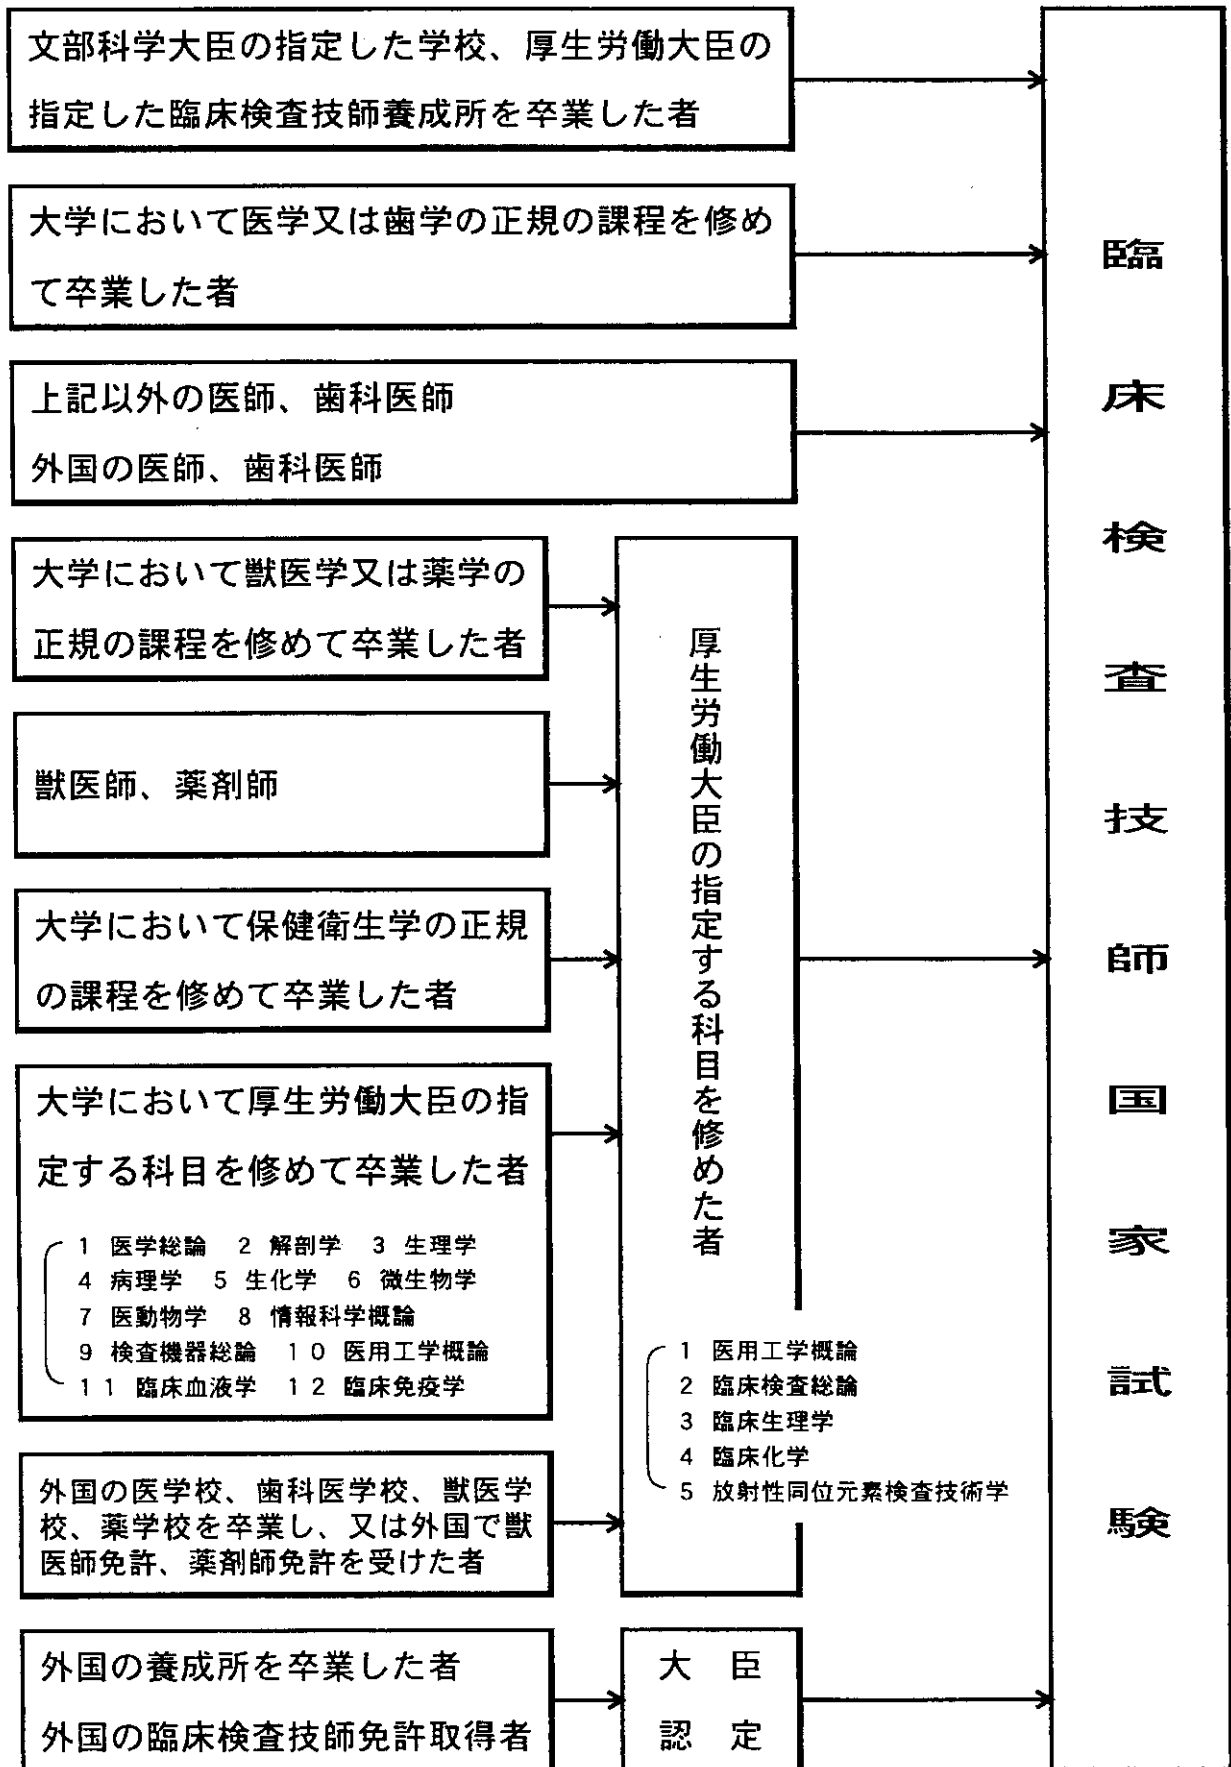 文部科学大臣の指定した学校、厚生労働大臣の
指定した臨床検査技師養成所を卒業した者
大学において医学又は歯学の正規の課程を修め
て卒業した者
上記以外の医師、歯科医師
外国の医師、歯科医師
大学において獣医学又は薬学の
正規の課程を修めて卒業した者
獣医師、薬剤師
大学において保健衛生学の正規
の課程を修めて卒業した者
大学において厚生労働大臣の指
定する科目を修めて卒業した者
1 医学総論 2 解剖学 3 生理学
4 病理学 5 生化学 6 微生物学
7 医動物学 8 情報科学概論
9 検査機器総論 10 医用工学概論
11 臨床血液学 12 臨床免疫学
外国の医学校、歯科医学校、獣医学
校、薬学校を卒業し、又は外国で獣
医師免許、薬剤師免許を受けた者
厚生労働大臣の指定する科目を修めた者
1 医用工学概論
2 臨床検査総論
3 臨床生理学
4 臨床化学
5 放射性同位元素検査技術学
外国の養成所を卒業した者
外国の臨床検査技師免許取得者
大臣
認定
臨床検査技師国家試験